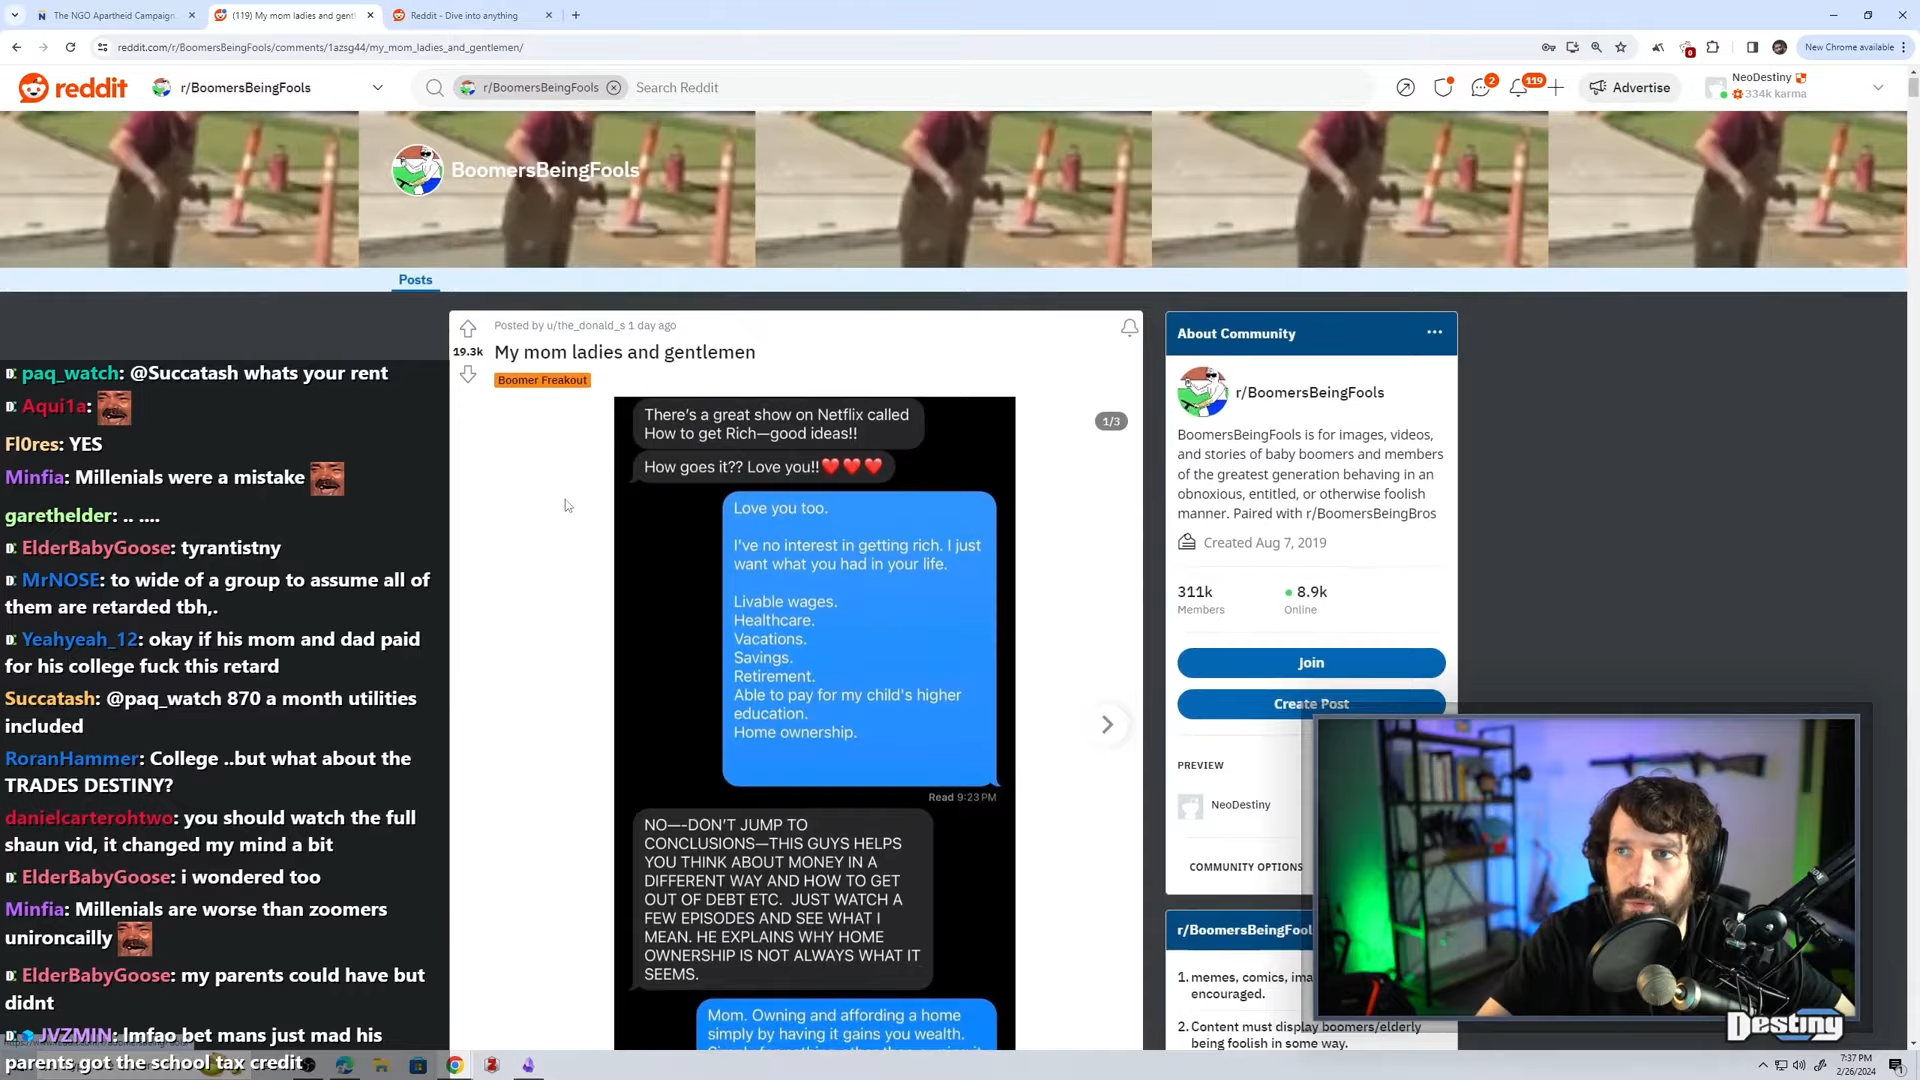 The NGO Apartheid Campaign
(119) My mom ladies and gentl
Reddit - Dive into anything
reddit.com/r/BoomersBeingFools/comments/1azsg44/my_mom_ladies_and_gentlemen/
0
New Chrome available
reddit
r/BoomersBeingFools
r/BoomersBeingFools
Search Reddit
2
119
Advertise
NeoDestiny
334k karma
BoomersBeingFools
Posts
Posted by u/the_donald_s 1 day ago
19.3k
My mom ladies and gentlemen
Boomer Freakout
1/3
There's a great show on Netflix called
How to get Rich—good ideas!!
How goes it?? Love you!!❤️❤️❤️
Love you too.
I've no interest in getting rich. I just
want what you had in your life.
Livable wages.
Healthcare.
Vacations.
Savings.
Retirement.
Able to pay for my child's higher
education.
Home ownership.
Read 9:23 PM
NO—-DON'T JUMP TO
CONCLUSIONS—THIS GUYS HELPS
YOU THINK ABOUT MONEY IN A
DIFFERENT WAY AND HOW TO GET
OUT OF DEBT ETC. JUST WATCH A
FEW EPISODES AND SEE WHAT I
MEAN. HE EXPLAINS WHY HOME
OWNERSHIP IS NOT ALWAYS WHAT IT
SEEMS.
Mom. Owning and affording a home
simply by having it gains you wealth.
About Community
r/BoomersBeingFools
BoomersBeingFools is for images, videos,
and stories of baby boomers and members
of the greatest generation behaving in an
obnoxious, entitled, or otherwise foolish
manner. Paired with r/BoomersBeingBros
Created Aug 7, 2019
311k
Members
8.9k
Online
Join
Create Post
PREVIEW
NeoDestiny
COMMUNITY OPTIONS
r/BoomersBeingFool
1. memes, comics, ima
encouraged.
2. Content must display boomers/elderly
being foolish in some way.
paq_watch: @Succatash whats your rent
Aqui1a:
Fl0res: YES
Minfia: Millenials were a mistake
garethelder: .. ....
ElderBabyGoose: tyrantistny
MrNOSE: to wide of a group to assume all of
them are retarded tbh,.
Yeahyeah_12: okay if his mom and dad paid
for his college fuck this retard
Succatash: @paq_watch 870 a month utilities
included
RoranHammer: College ..but what about the
TRADES DESTINY?
danielcarterohtwo: you should watch the full
shaun vid, it changed my mind a bit
ElderBabyGoose: i wondered too
Minfia: Millenials are worse than zoomers
unironcailly
ElderBabyGoose: my parents could have but
didnt
JVZMIN: lmfao bet mans just mad his
parents got the school tax credit
Destiny
7:37 PM
2/26/2024